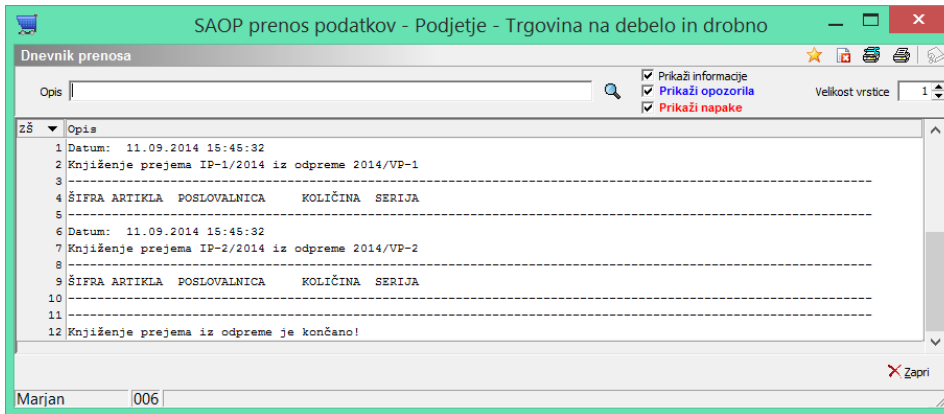 SAOP prenos podatkov - Podjetje - Trgovina na debelo in drobno
Dnevnik prenosa
Opis
Prikaži informacije
Prikaži opozorila
Prikaži napake
Velikost vrstice 1
ZŠ Opis
1 Datum: 11.09.2014 15:45:32
2 Knjiženje prejema IP-1/2014 iz odpreme 2014/VP-1
3 ----------------------------------------------------------------------------------------
4 ŠIFRA ARTIKLA POSLOVALNICA KOLIČINA SERIJA
5 ----------------------------------------------------------------------------------------
6 Datum: 11.09.2014 15:45:32
7 Knjiženje prejema IP-2/2014 iz odpreme 2014/VP-2
8 ----------------------------------------------------------------------------------------
9 ŠIFRA ARTIKLA POSLOVALNICA KOLIČINA SERIJA
10 ----------------------------------------------------------------------------------------
11 ----------------------------------------------------------------------------------------
12 Knjiženje prejema iz odpreme je končano!
Zapri
Marjan 006